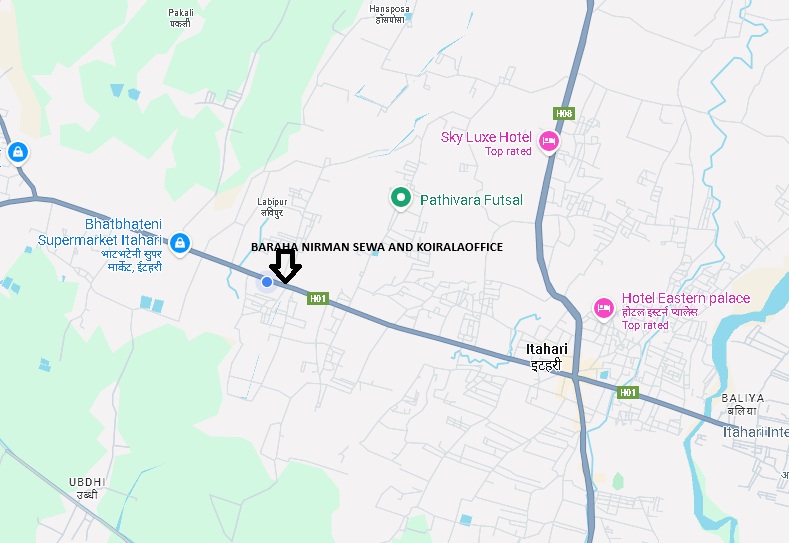 Pakali
पकली
Hansposa
हाँसपोसा
H08
Sky Luxe Hotel
Top rated
Pathivara Futsal
Labipur
लविपुर
Bhatbhateni
Supermarket Itahari
भाटभटेनी सुपर
मार्केट, ईटहरी
BARAHA NIRMAN SEWA AND KOIRALAOFFICE
H01
Hotel Eastern palace
होटल इस्टर्न प्यालेस
Top rated
Itahari
इटहरी
H01
BALIYA
बलिया
Itahari Inte
UBDHI
उब्धी